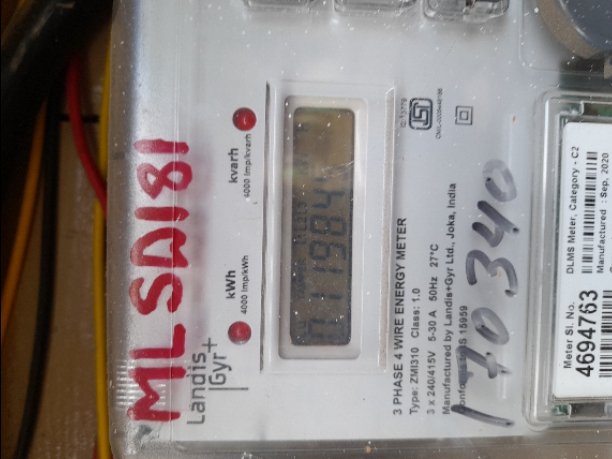 MLSD181
Landis
Gyr+
kWh
4000 Imp/kWh
kvarh
4000 Imp/kvarh
3 PHASE 4 WIRE ENERGY METER
Type: ZMI310 Class: 1.0
3 x 240/415V 5-30 A 50Hz 27°C
Manufactured by Landis+Gyr Ltd., Joka, India
IS 15959
70340
DLMS Meter, Category - C2
Manufactured : Sep, 2020
Meter Sl. No.
4694763